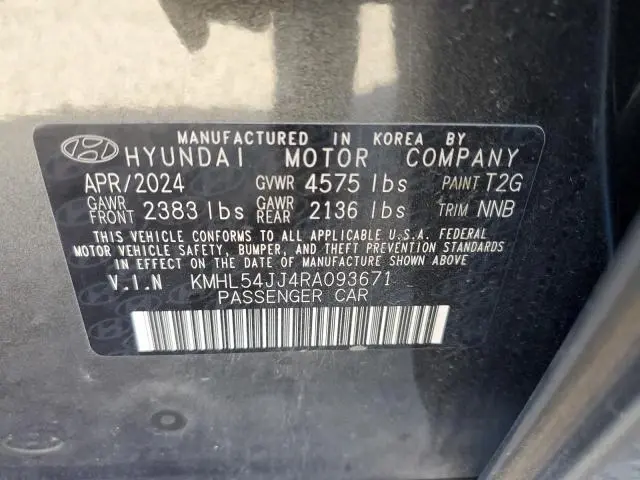 MANUFACTURED IN KOREA BY
HYUNDAI MOTOR COMPANY
APR/2024 GVWR 4575 lbs PAINT T2G
GAWR FRONT 2383 lbs GAWR REAR 2136 lbs TRIM NNB
THIS VEHICLE CONFORMS TO ALL APPLICABLE U.S.A. FEDERAL
MOTOR VEHICLE SAFETY, BUMPER, AND THEFT PREVENTION STANDARDS
IN EFFECT ON THE DATE OF MANUFACTURE SHOWN ABOVE.
V.I.N KMHL54JJ4RA093671
PASSENGER CAR